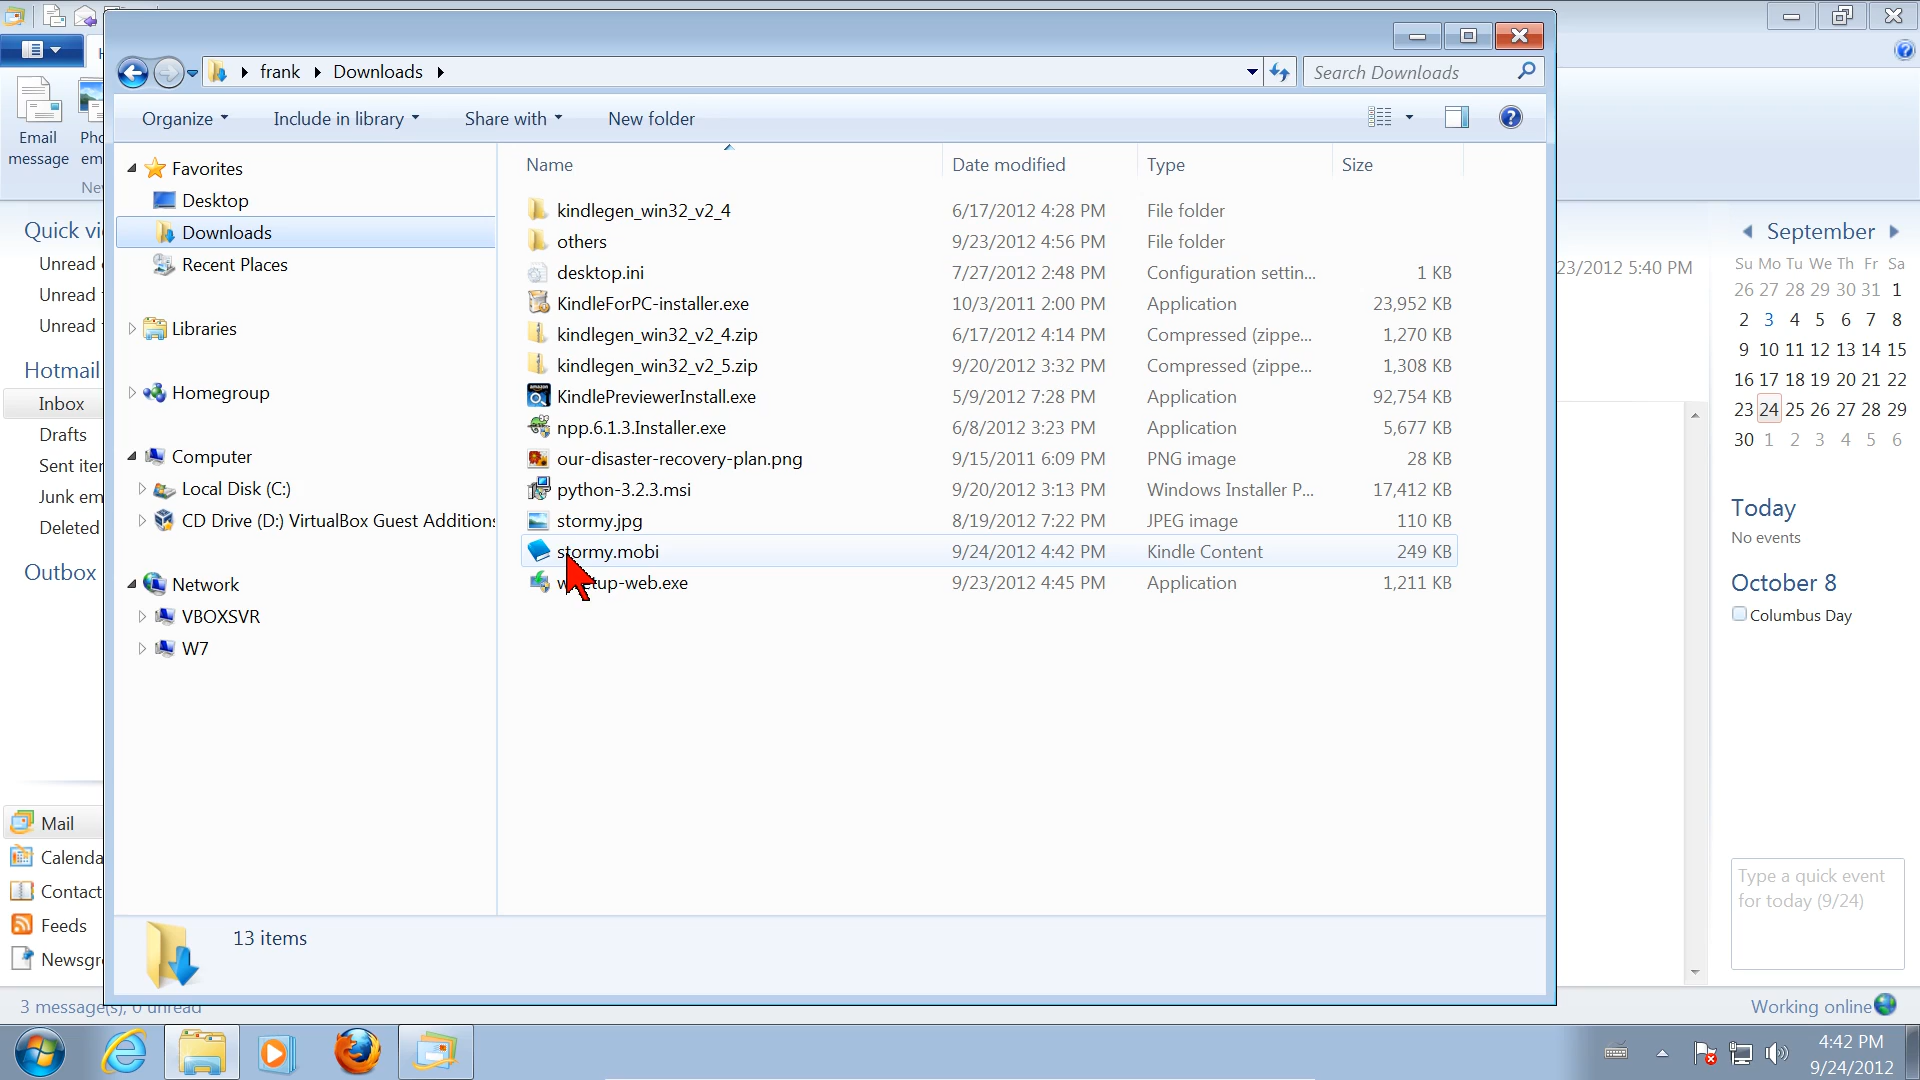 frank
Downloads
Search Downloads
Organize
Include in library
Share with
New folder
Email
message
Favorites
Desktop
Downloads
Recent Places
Libraries
Homegroup
Computer
Local Disk (C:)
CD Drive (D:) VirtualBox Guest Additions
Network
VBOXSVR
W7
Name Date modified Type Size
kindlegen_win32_v2_4 6/17/2012 4:28 PM File folder
others 9/23/2012 4:56 PM File folder
desktop.ini 7/27/2012 2:48 PM Configuration settin... 1 KB
KindleForPC-installer.exe 10/3/2011 2:00 PM Application 23,952 KB
kindlegen_win32_v2_4.zip 6/17/2012 4:14 PM Compressed (zippe... 1,270 KB
kindlegen_win32_v2_5.zip 9/20/2012 3:32 PM Compressed (zippe... 1,308 KB
KindlePreviewerInstall.exe 5/9/2012 7:28 PM Application 92,754 KB
npp.6.1.3.Installer.exe 6/8/2012 3:23 PM Application 5,677 KB
our-disaster-recovery-plan.png 9/15/2011 6:09 PM PNG image 28 KB
python-3.2.3.msi 9/20/2012 3:13 PM Windows Installer P... 17,412 KB
stormy.jpg 8/19/2012 7:22 PM JPEG image 110 KB
stormy.mobi 9/24/2012 4:42 PM Kindle Content 249 KB
etup-web.exe 9/23/2012 4:45 PM Application 1,211 KB
13 items
Quick vi
Unread
Unread
Unread
Hotmail
Inbox
Drafts
Sent iter
Junk em
Deleted
Outbox
Mail
Calenda
Contact
Feeds
Newsgr
3 message(s), 0 unread
23/2012 5:40 PM
September
Su Mo Tu We Th Fr Sa
26 27 28 29 30 31 1
2 3 4 5 6 7 8
9 10 11 12 13 14 15
16 17 18 19 20 21 22
23 24 25 26 27 28 29
30 1 2 3 4 5 6
Today
No events
October 8
Columbus Day
Type a quick event
for today (9/24)
Working online
4:42 PM
9/24/2012